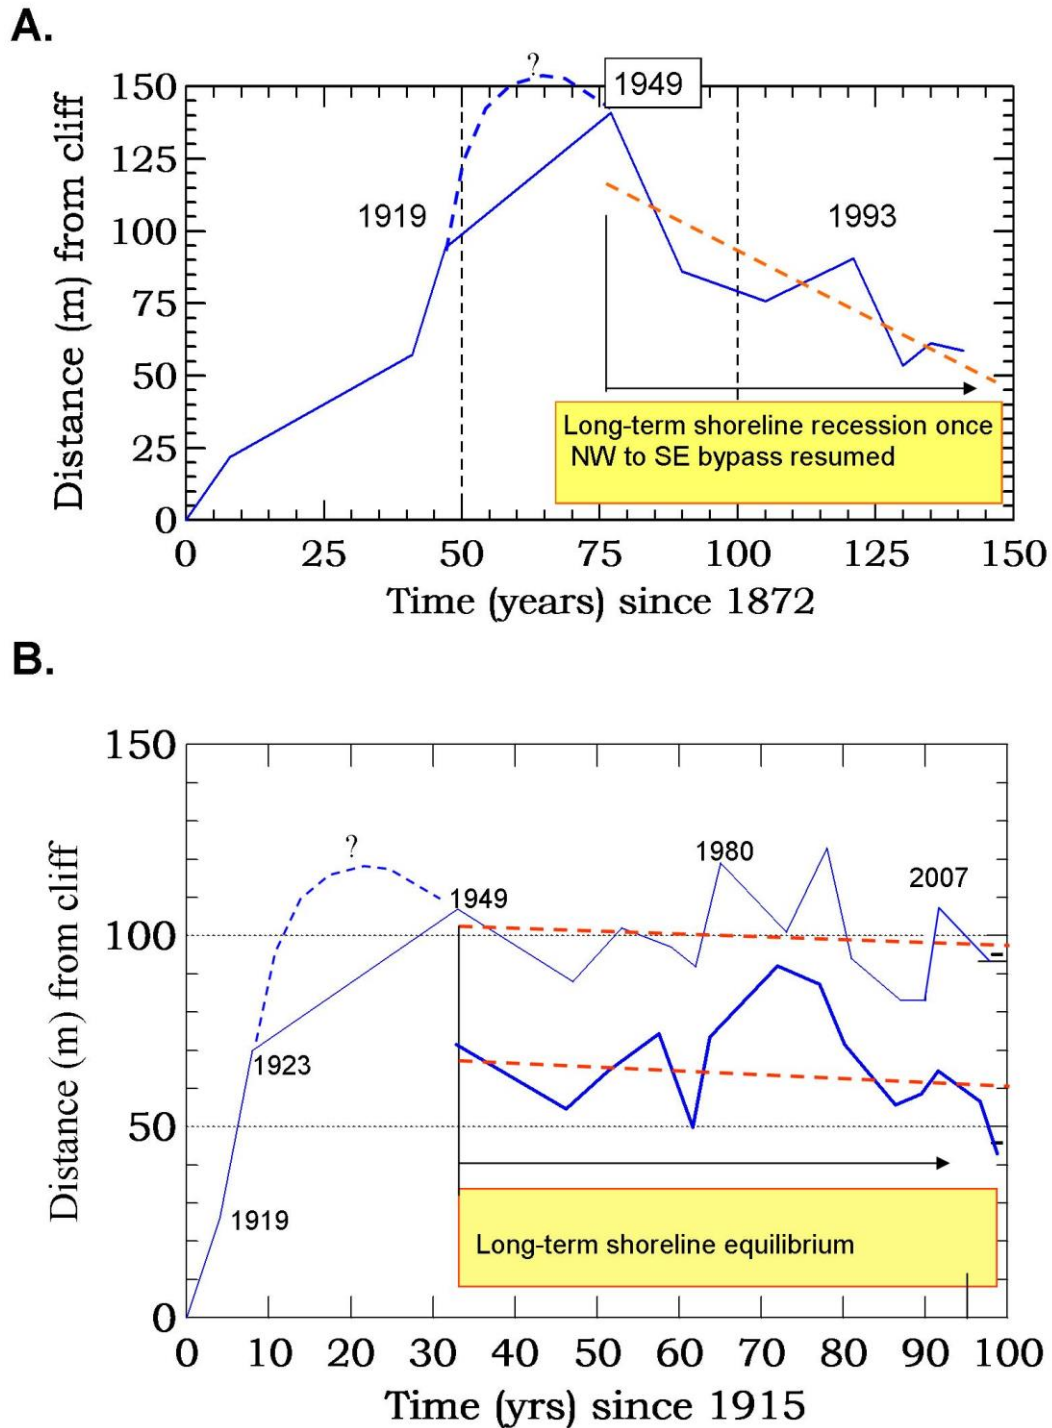 A.
?
1949
150
125
100
75
50
25
0
Distance (m) from cliff
1919
1993
Long-term shoreline recession once
NW to SE bypass resumed
0 25 50 75 100 125 150
Time (years) since 1872
B.
150
100
50
0
Distance (m) from cliff
?
1949
1980
2007
1923
1919
Long-term shoreline equilibrium
0 10 20 30 40 50 60 70 80 90 100
Time (yrs) since 1915